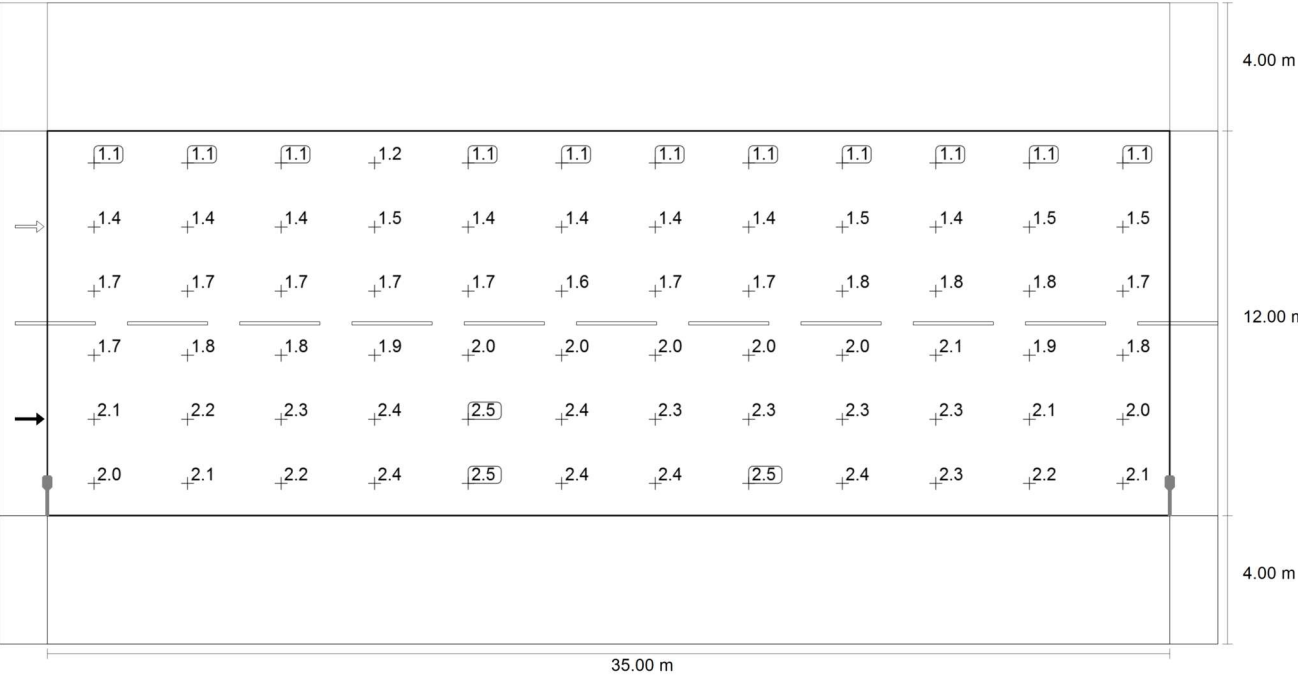 4.00 m
1.1 1.1 1.1 1.2 1.1 1.1 1.1 1.1 1.1 1.1 1.1 1.1
1.4 1.4 1.4 1.5 1.4 1.4 1.4 1.4 1.5 1.4 1.5 1.5
1.7 1.7 1.7 1.7 1.7 1.6 1.7 1.7 1.8 1.8 1.8 1.7
12.00 m
1.7 1.8 1.8 1.9 2.0 2.0 2.0 2.0 2.0 2.1 1.9 1.8
2.1 2.2 2.3 2.4 2.5 2.4 2.3 2.3 2.3 2.3 2.1 2.0
2.0 2.1 2.2 2.4 2.5 2.4 2.4 2.5 2.4 2.3 2.2 2.1
4.00 m
35.00 m